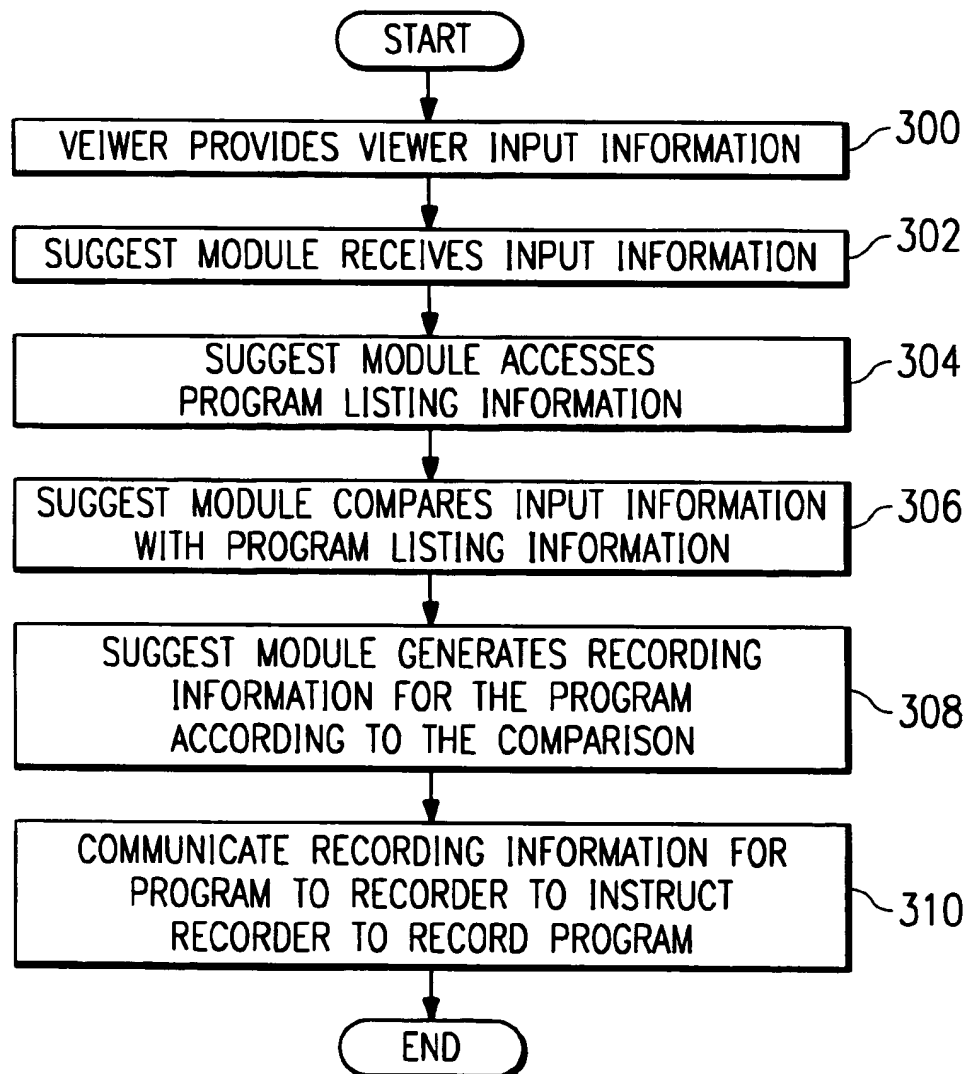 START
VEIWER PROVIDES VIEWER INPUT INFORMATION
300
SUGGEST MODULE RECEIVES INPUT INFORMATION
302
SUGGEST MODULE ACCESSES
PROGRAM LISTING INFORMATION
304
SUGGEST MODULE COMPARES INPUT INFORMATION
WITH PROGRAM LISTING INFORMATION
306
SUGGEST MODULE GENERATES RECORDING
INFORMATION FOR THE PROGRAM
ACCORDING TO THE COMPARISON
308
COMMUNICATE RECORDING INFORMATION FOR
PROGRAM TO RECORDER TO INSTRUCT
RECORDER TO RECORD PROGRAM
310
END